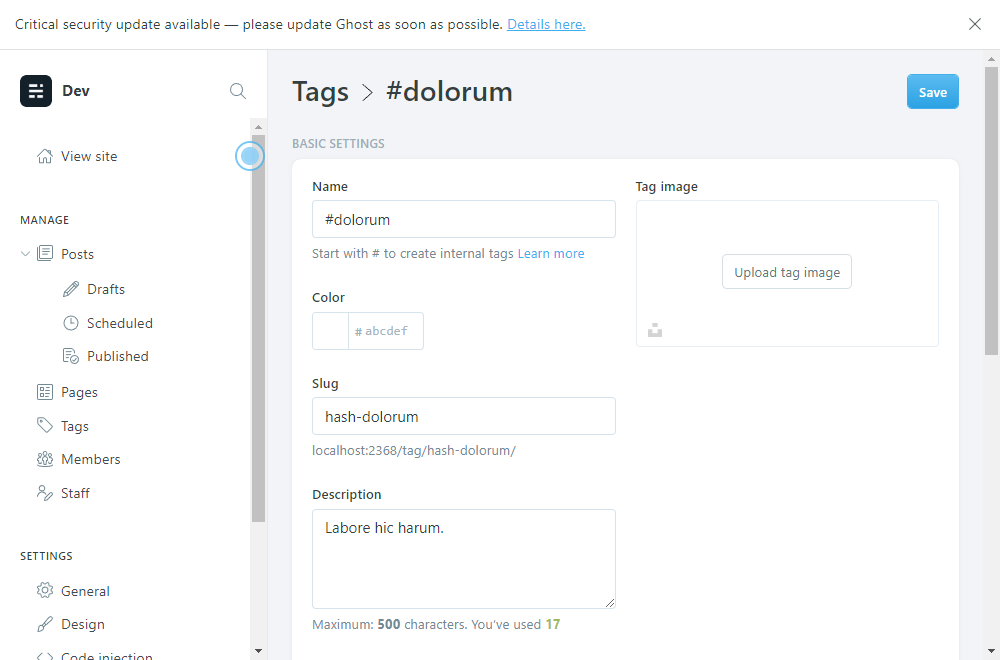 Critical security update available — please update Ghost as soon as possible. Details here.
Dev
View site
MANAGE
Posts
Drafts
Scheduled
Published
Pages
Tags
Members
Staff
SETTINGS
General
Design
Code injection
Tags > #dolorum
Save
BASIC SETTINGS
Name
#dolorum
Start with # to create internal tags Learn more
Color
# abcdef
Slug
hash-dolorum
localhost:2368/tag/hash-dolorum/
Description
Labore hic harum.
Maximum: 500 characters. You've used 17
Tag image
Upload tag image